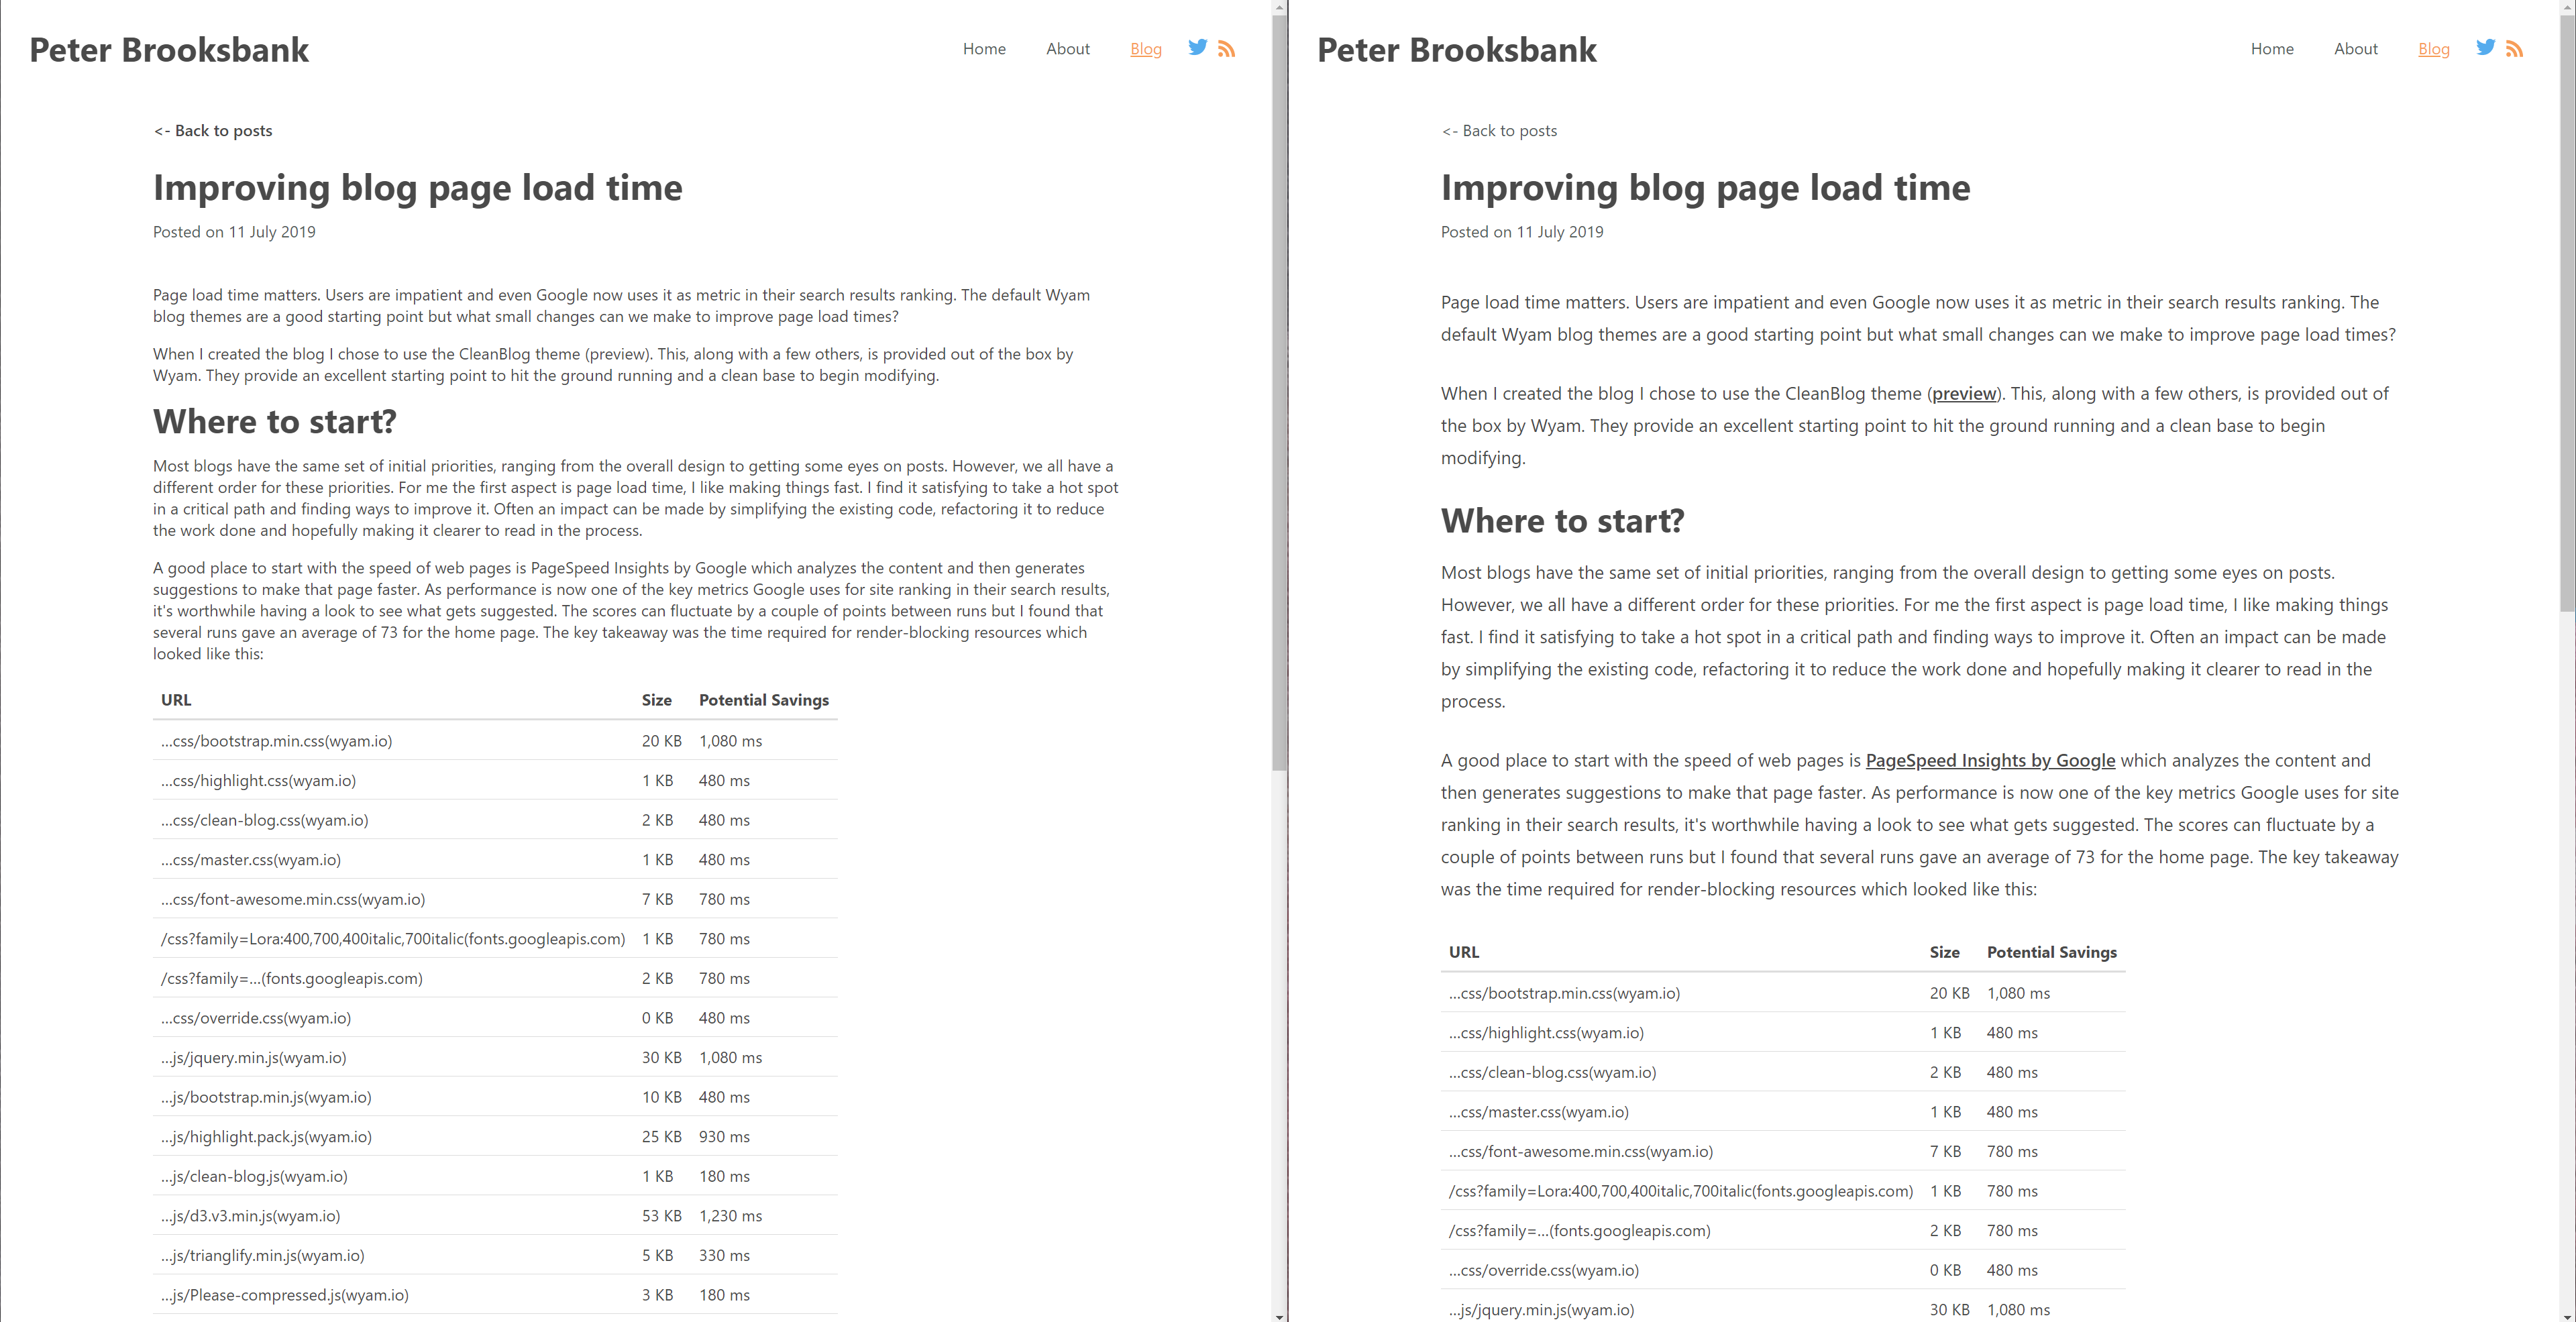 Peter Brooksbank
Home About Blog
<- Back to posts
Improving blog page load time
Posted on 11 July 2019
Page load time matters. Users are impatient and even Google now uses it as metric in their search results ranking. The default Wyam
blog themes are a good starting point but what small changes can we make to improve page load times?
When I created the blog I chose to use the CleanBlog theme (preview). This, along with a few others, is provided out of the box by
Wyam. They provide an excellent starting point to hit the ground running and a clean base to begin modifying.
Where to start?
Most blogs have the same set of initial priorities, ranging from the overall design to getting some eyes on posts. However, we all have a
different order for these priorities. For me the first aspect is page load time, I like making things fast. I find it satisfying to take a hot spot
in a critical path and finding ways to improve it. Often an impact can be made by simplifying the existing code, refactoring it to reduce
the work done and hopefully making it clearer to read in the process.
A good place to start with the speed of web pages is PageSpeed Insights by Google which analyzes the content and then generates
suggestions to make that page faster. As performance is now one of the key metrics Google uses for site ranking in their search results,
it's worthwhile having a look to see what gets suggested. The scores can fluctuate by a couple of points between runs but I found that
several runs gave an average of 73 for the home page. The key takeaway was the time required for render-blocking resources which
looked like this:
URL Size Potential Savings
...css/bootstrap.min.css(wyam.io) 20 KB 1,080 ms
...css/highlight.css(wyam.io) 1 KB 480 ms
...css/clean-blog.css(wyam.io) 2 KB 480 ms
...css/master.css(wyam.io) 1 KB 480 ms
...css/font-awesome.min.css(wyam.io) 7 KB 780 ms
/css?family=Lora:400,700,400italic,700italic(fonts.googleapis.com) 1 KB 780 ms
/css?family=...(fonts.googleapis.com) 2 KB 780 ms
...css/override.css(wyam.io) 0 KB 480 ms
...js/jquery.min.js(wyam.io) 30 KB 1,080 ms
...js/bootstrap.min.js(wyam.io) 10 KB 480 ms
...js/highlight.pack.js(wyam.io) 25 KB 930 ms
...js/clean-blog.js(wyam.io) 1 KB 180 ms
...js/d3.v3.min.js(wyam.io) 53 KB 1,230 ms
...js/trianglify.min.js(wyam.io) 5 KB 330 ms
...js/Please-compressed.js(wyam.io) 3 KB 180 ms
Peter Brooksbank
Home About Blog
<- Back to posts
Improving blog page load time
Posted on 11 July 2019
Page load time matters. Users are impatient and even Google now uses it as metric in their search results ranking. The
default Wyam blog themes are a good starting point but what small changes can we make to improve page load times?
When I created the blog I chose to use the CleanBlog theme (preview). This, along with a few others, is provided out of
the box by Wyam. They provide an excellent starting point to hit the ground running and a clean base to begin
modifying.
Where to start?
Most blogs have the same set of initial priorities, ranging from the overall design to getting some eyes on posts.
However, we all have a different order for these priorities. For me the first aspect is page load time, I like making things
fast. I find it satisfying to take a hot spot in a critical path and finding ways to improve it. Often an impact can be made
by simplifying the existing code, refactoring it to reduce the work done and hopefully making it clearer to read in the
process.
A good place to start with the speed of web pages is PageSpeed Insights by Google which analyzes the content and
then generates suggestions to make that page faster. As performance is now one of the key metrics Google uses for site
ranking in their search results, it's worthwhile having a look to see what gets suggested. The scores can fluctuate by a
couple of points between runs but I found that several runs gave an average of 73 for the home page. The key takeaway
was the time required for render-blocking resources which looked like this:
URL Size Potential Savings
...css/bootstrap.min.css(wyam.io) 20 KB 1,080 ms
...css/highlight.css(wyam.io) 1 KB 480 ms
...css/clean-blog.css(wyam.io) 2 KB 480 ms
...css/master.css(wyam.io) 1 KB 480 ms
...css/font-awesome.min.css(wyam.io) 7 KB 780 ms
/css?family=Lora:400,700,400italic,700italic(fonts.googleapis.com) 1 KB 780 ms
/css?family=...(fonts.googleapis.com) 2 KB 780 ms
...css/override.css(wyam.io) 0 KB 480 ms
...js/jquery.min.js(wyam.io) 30 KB 1,080 ms